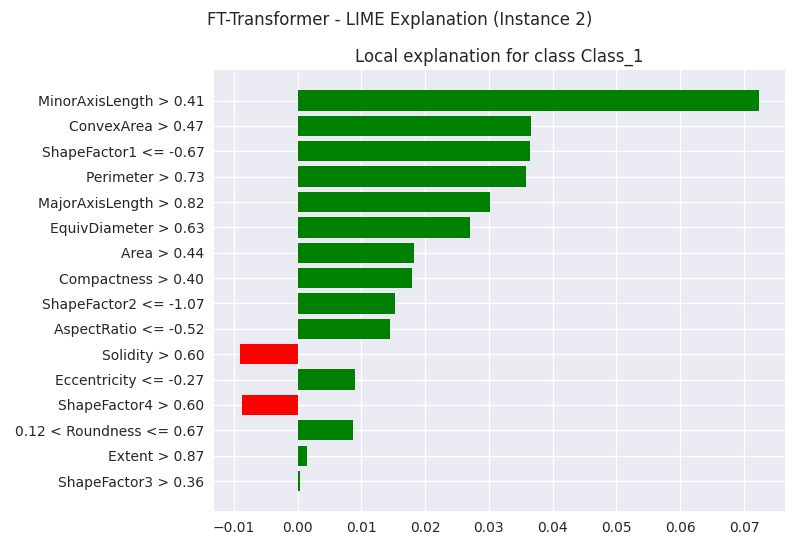 FT-Transformer - LIME Explanation (Instance 2)
Local explanation for class Class_1
MinorAxisLength > 0.41
ConvexArea > 0.47
ShapeFactor1 <= -0.67
Perimeter > 0.73
MajorAxisLength > 0.82
EquivDiameter > 0.63
Area > 0.44
Compactness > 0.40
ShapeFactor2 <= -1.07
AspectRatio <= -0.52
Solidity > 0.60
Eccentricity <= -0.27
ShapeFactor4 > 0.60
0.12 < Roundness <= 0.67
Extent > 0.87
ShapeFactor3 > 0.36
−0.01 0.00 0.01 0.02 0.03 0.04 0.05 0.06 0.07